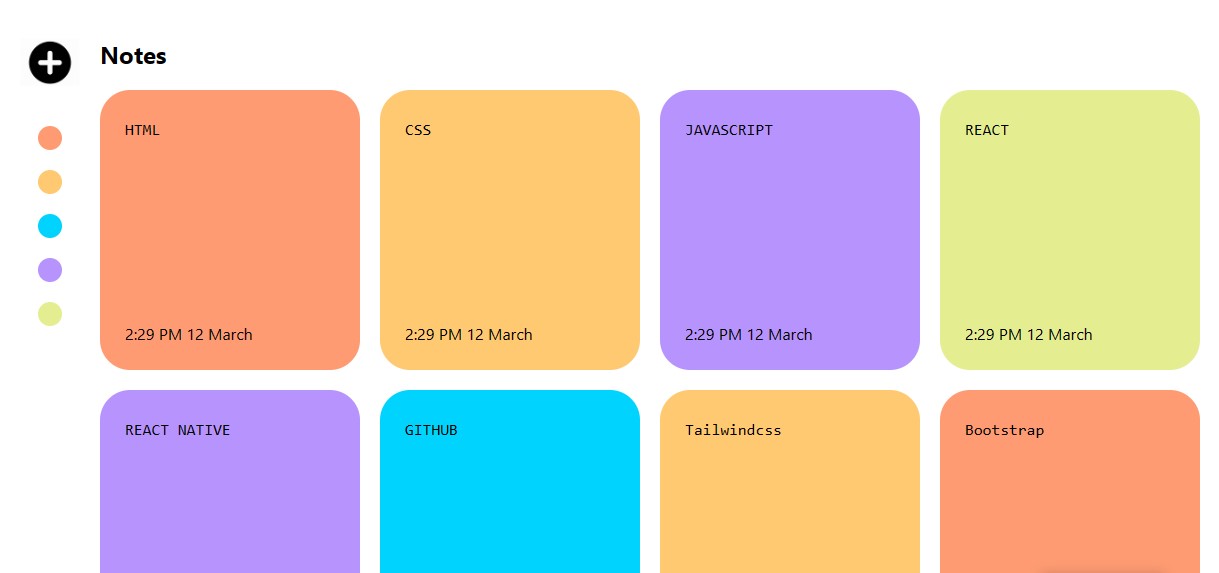 Notes
HTML
CSS
JAVASCRIPT
REACT
2:29 PM 12 March
2:29 PM 12 March
2:29 PM 12 March
2:29 PM 12 March
REACT NATIVE
GITHUB
Tailwindcss
Bootstrap